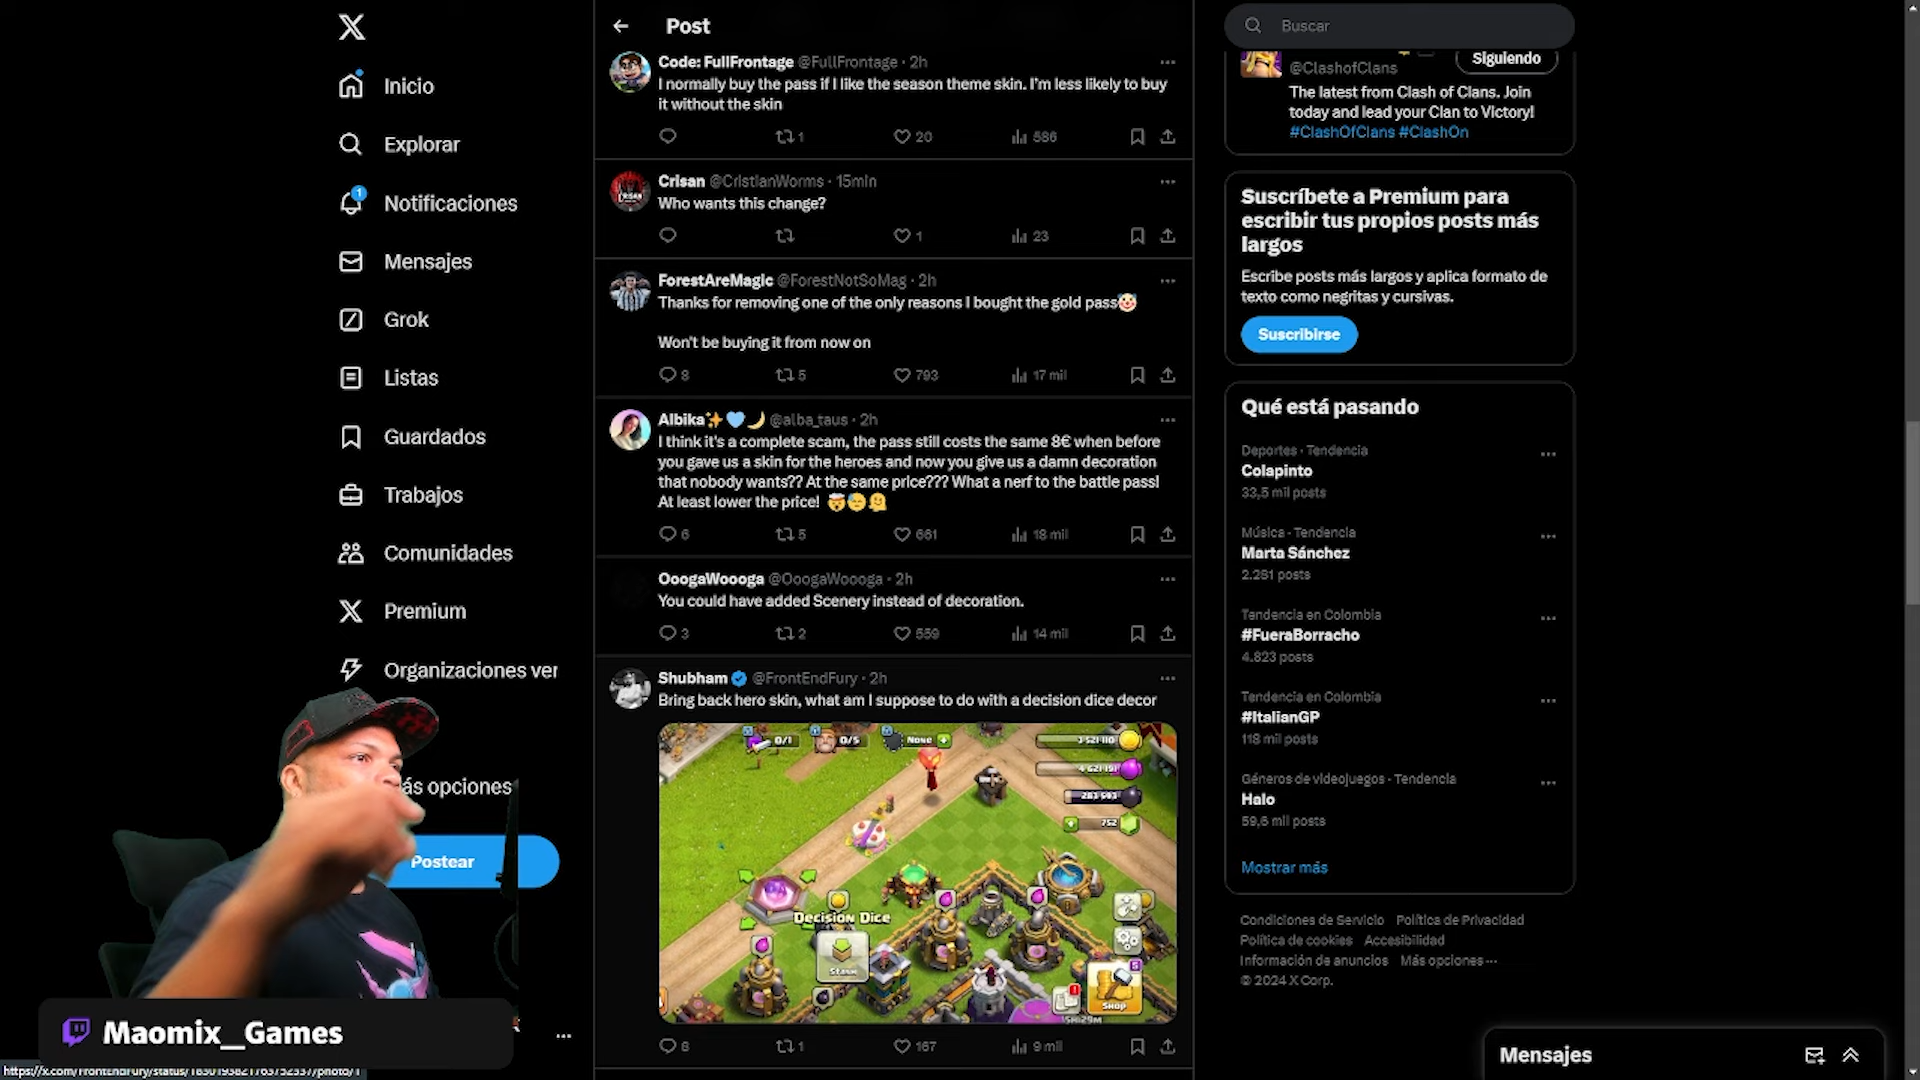 Inicio
Explorar
1
Notificaciones
Mensajes
Grok
Listas
Guardados
Trabajos
Comunidades
Premium
Organizaciones ver
ás opciones
Postear
Maomix__Games
Post
Code: FullFrontage @FullFrontage · 2h
I normally buy the pass if I like the season theme skin. I'm less likely to buy
it without the skin
1 20 586
Crisan @CristianWorms · 15min
Who wants this change?
1 23
ForestAreMagic @ForestNotSoMag · 2h
Thanks for removing one of the only reasons I bought the gold pass🤡
Won't be buying it from now on
8 5 793 17 mil
Albika✨🩵🌙 @alba_taus · 2h
I think it's a complete scam, the pass still costs the same 8€ when before
you gave us a skin for the heroes and now you give us a damn decoration
that nobody wants?? At the same price??? What a nerf to the battle pass!
At least lower the price!
6 5 661 18 mil
OoogaWoooga @OoogaWoooga · 2h
You could have added Scenery instead of decoration.
3 2 559 14 mil
Shubham @FrontEndFury · 2h
Bring back hero skin, what am I suppose to do with a decision dice decor
0/1 0/5 None
752
Decision Dice
Stash
Shop
8 1 167 9 mil
Buscar
@ClashofClans
Siguiendo
The latest from Clash of Clans. Join
today and lead your Clan to Victory!
#ClashOfClans #ClashOn
Suscríbete a Premium para
escribir tus propios posts más
largos
Escribe posts más largos y aplica formato de
texto como negritas y cursivas.
Suscribirse
Qué está pasando
Deportes · Tendencia
Colapinto
33,5 mil posts
Música · Tendencia
Marta Sánchez
2.281 posts
Tendencia en Colombia
#FueraBorracho
4.823 posts
Tendencia en Colombia
#ItalianGP
118 mil posts
Géneros de videojuegos · Tendencia
Halo
59,6 mil posts
Mostrar más
Condiciones de Servicio Política de Privacidad
Política de cookies Accesibilidad
Información de anuncios Más opciones ···
© 2024 X Corp.
Mensajes